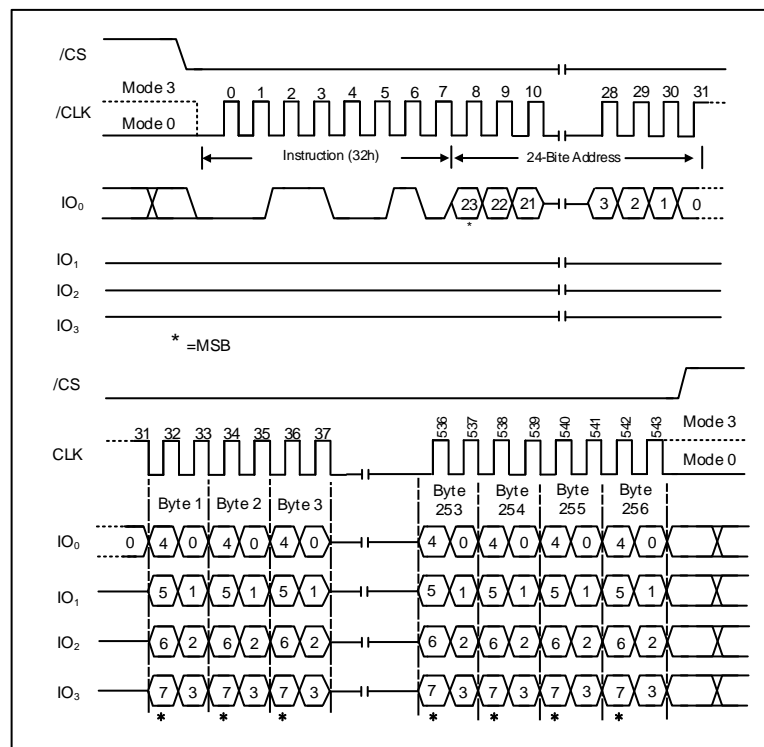 /CS
Mode 3
0 1 2 3 4 5 6 7 8 9 10 28 29 30 31
/CLK
Mode 0
Instruction (32h) 24-Bite Address
IO₀ 23 22 21 3 2 1 0
*
IO₁
IO₂
IO₃
* =MSB
/CS
31 32 33 34 35 36 37 536 537 538 539 540 541 542 543 Mode 3
CLK
Mode 0
Byte 1 Byte 2 Byte 3 Byte 253 Byte 254 Byte 255 Byte 256
IO₀ 0 4 0 4 0 4 0 4 0 4 0 4 0 4 0
IO₁ 5 1 5 1 5 1 5 1 5 1 5 1 5 1
IO₂ 6 2 6 2 6 2 6 2 6 2 6 2 6 2
IO₃ 7 3 7 3 7 3 7 3 7 3 7 3 7 3
* * * * * * *